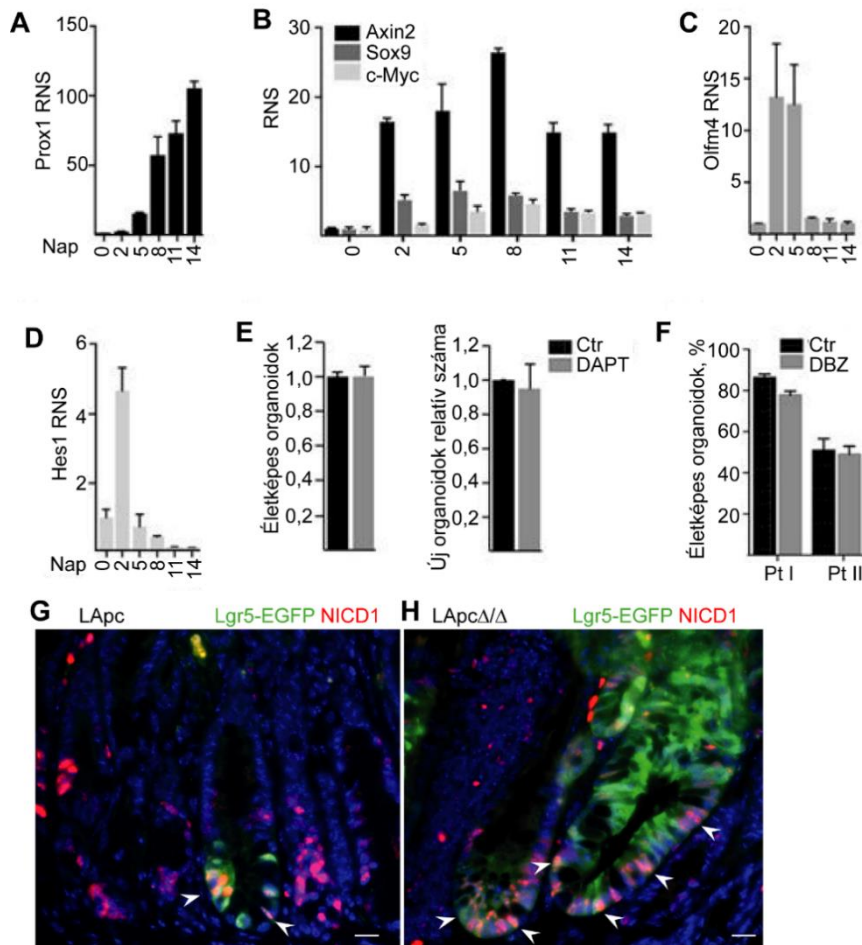 A
Prox1 RNS
150
100
50
Nap
0 2 5 8 11 14
B
RNS
30
20
10
Axin2
Sox9
c-Myc
0 2 5 8 11 14
C
Olfm4 RNS
20
15
10
5
0 2 5 8 11 14
D
Hes1 RNS
6
4
2
Nap
0 2 5 8 11 14
E
Életképes organoidok
1,2
1,0
0,8
0,6
0,4
0,2
Új organoidok relatív száma
1,2
1,0
0,8
0,6
0,4
0,2
Ctr
DAPT
F
Életképes organoidok, %
80
60
40
20
Ctr
DBZ
Pt I Pt II
G LApc Lgr5-EGFP NICD1
H LApcΔ/Δ Lgr5-EGFP NICD1